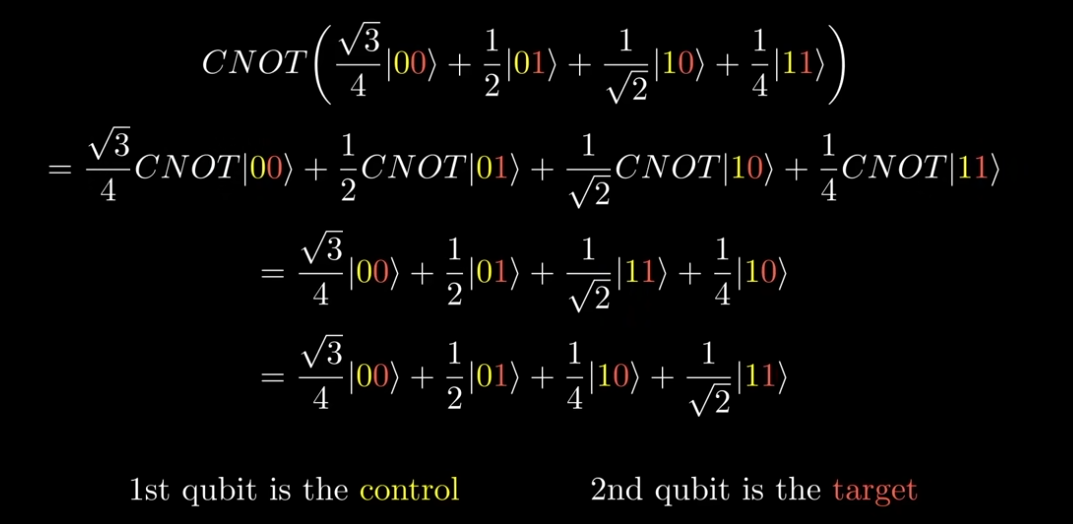 CNOT(√3/4|00⟩ + 1/2|01⟩ + 1/√2|10⟩ + 1/4|11⟩)
= √3/4 CNOT|00⟩ + 1/2 CNOT|01⟩ + 1/√2 CNOT|10⟩ + 1/4 CNOT|11⟩
= √3/4|00⟩ + 1/2|01⟩ + 1/√2|11⟩ + 1/4|10⟩
= √3/4|00⟩ + 1/2|01⟩ + 1/4|10⟩ + 1/√2|11⟩
1st qubit is the control 2nd qubit is the target